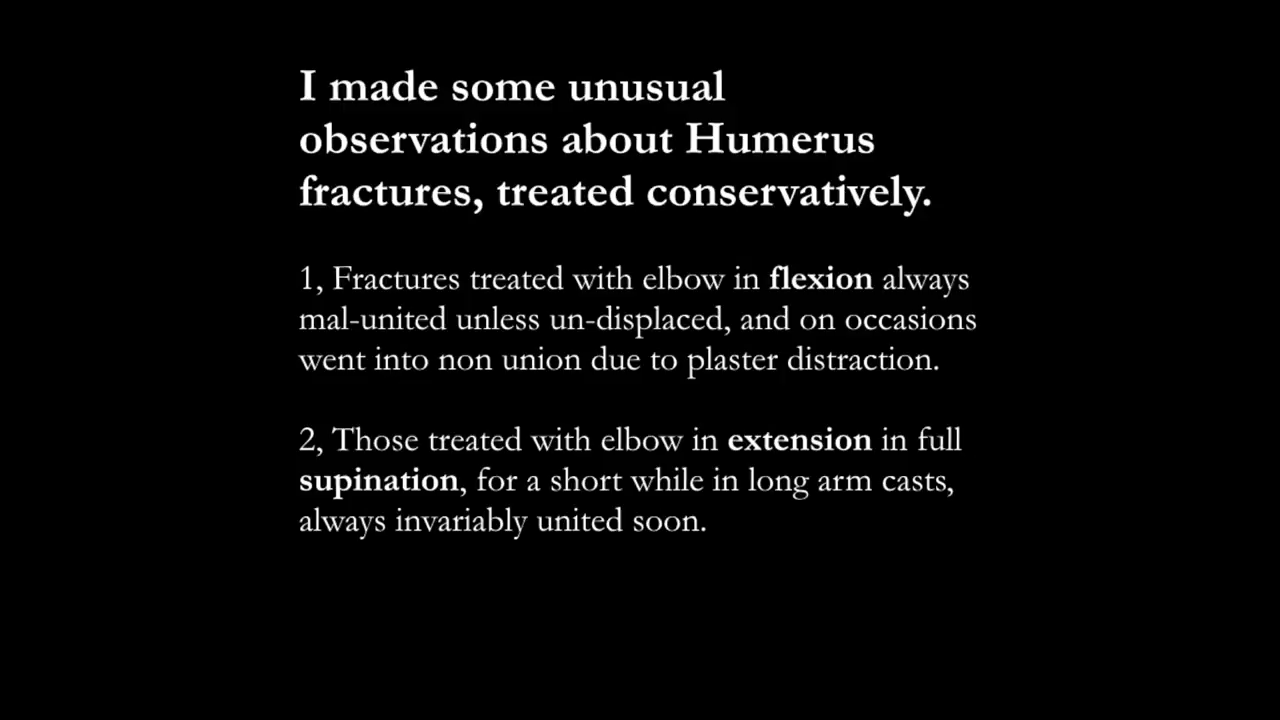 I made some unusual
observations about Humerus
fractures, treated conservatively.
1, Fractures treated with elbow in flexion always
mal-united unless un-displaced, and on occasions
went into non union due to plaster distraction.
2, Those treated with elbow in extension in full
supination, for a short while in long arm casts,
always invariably united soon.